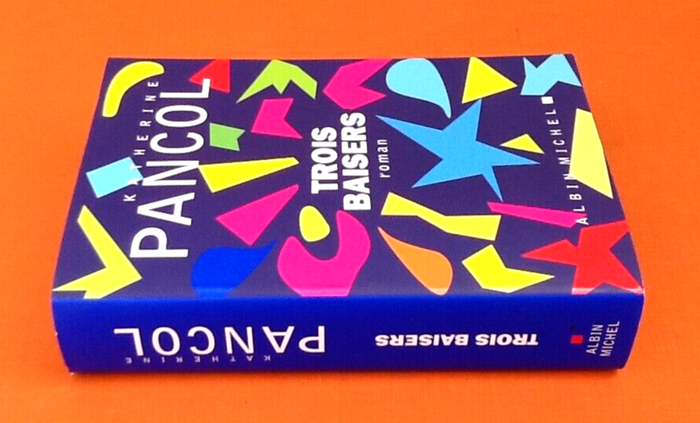 KATHERINE
PANCOL
TROIS
BAISERS
roman
ALBIN MICHEL
KATHERINE
PANCOL
TROIS BAISERS
ALBIN
MICHEL